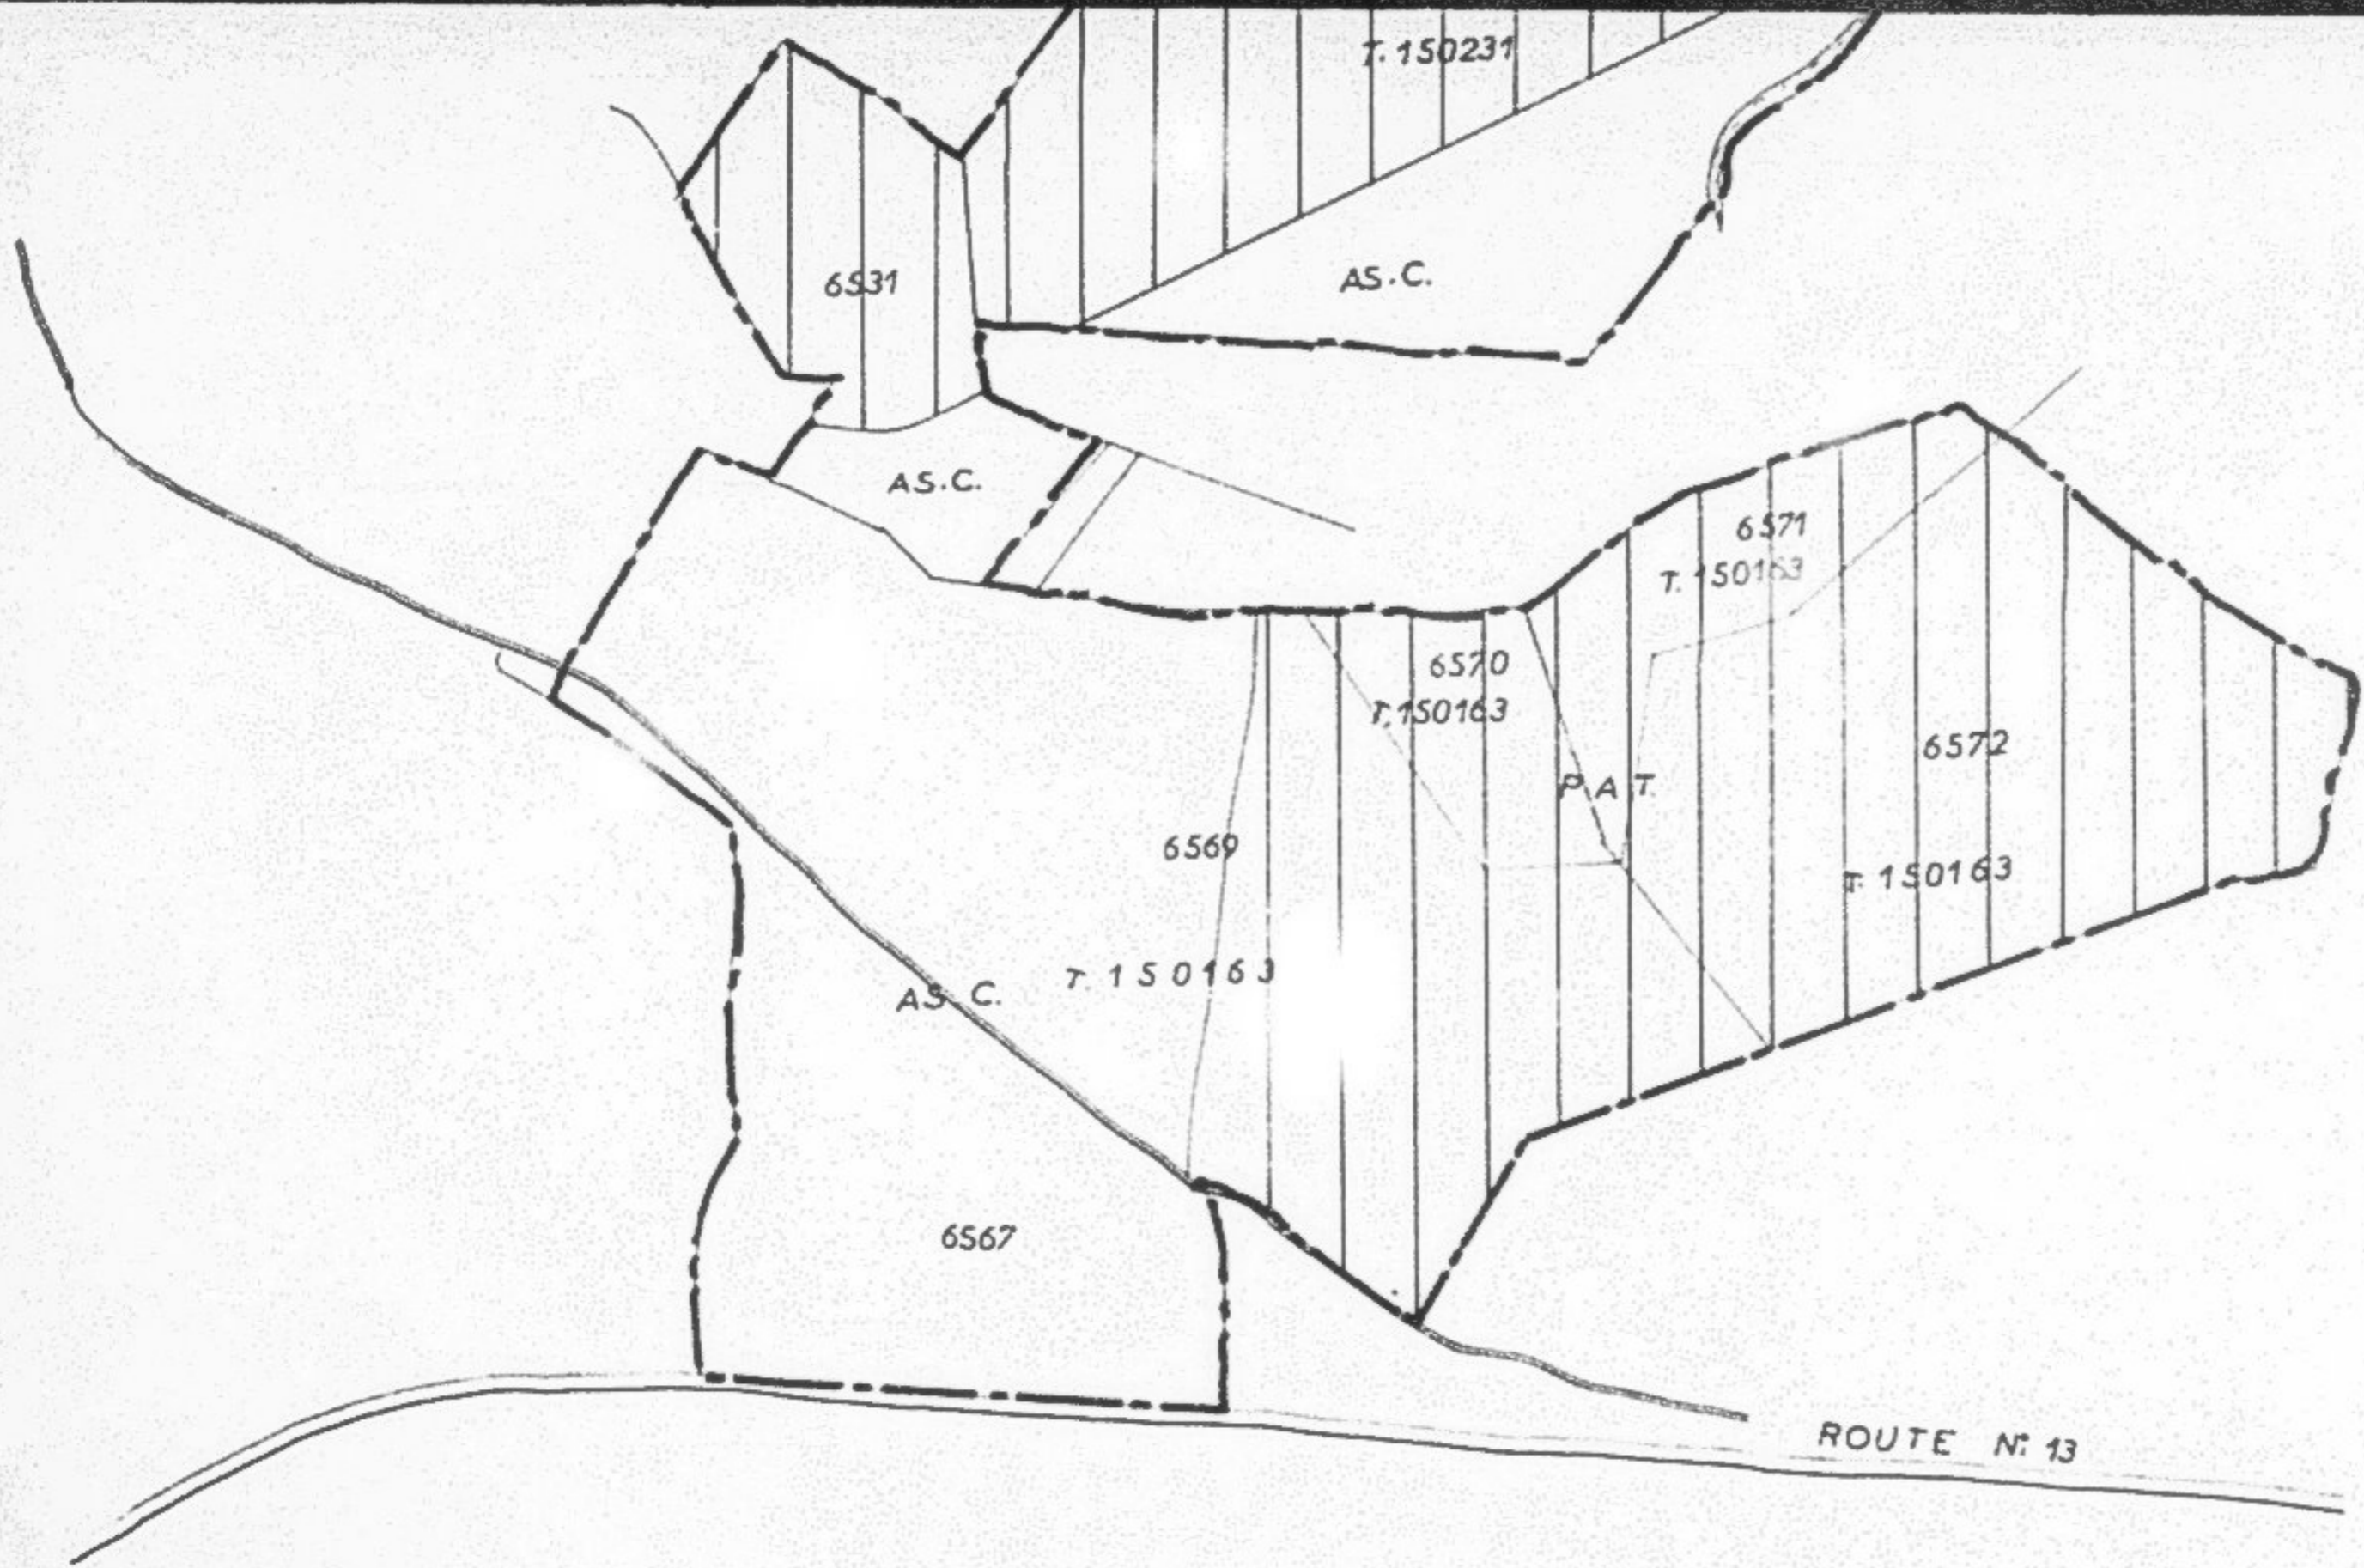 T. 150231
6531
AS.C.
AS.C.
6571
T. 150163
6570
T. 150163
6572
P A T.
6569
T. 150163
T. 150163
AS C.
6567
ROUTE N: 13